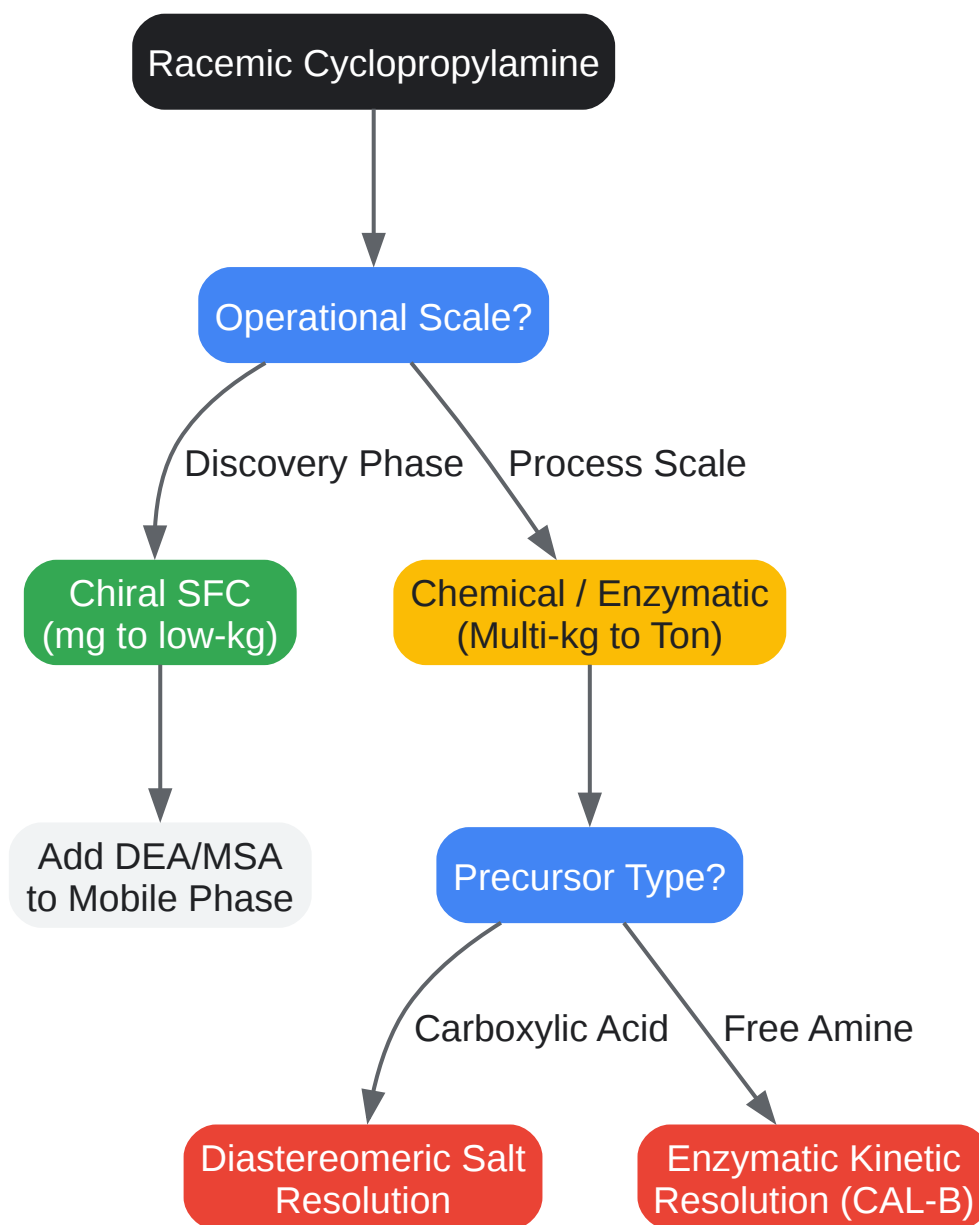 Racemic Cyclopropylamine
Operational Scale?
Discovery Phase
Process Scale
Chiral SFC
(mg to low-kg)
Chemical / Enzymatic
(Multi-kg to Ton)
Add DEA/MSA
to Mobile Phase
Precursor Type?
Carboxylic Acid
Free Amine
Diastereomeric Salt
Resolution
Enzymatic Kinetic
Resolution (CAL-B)